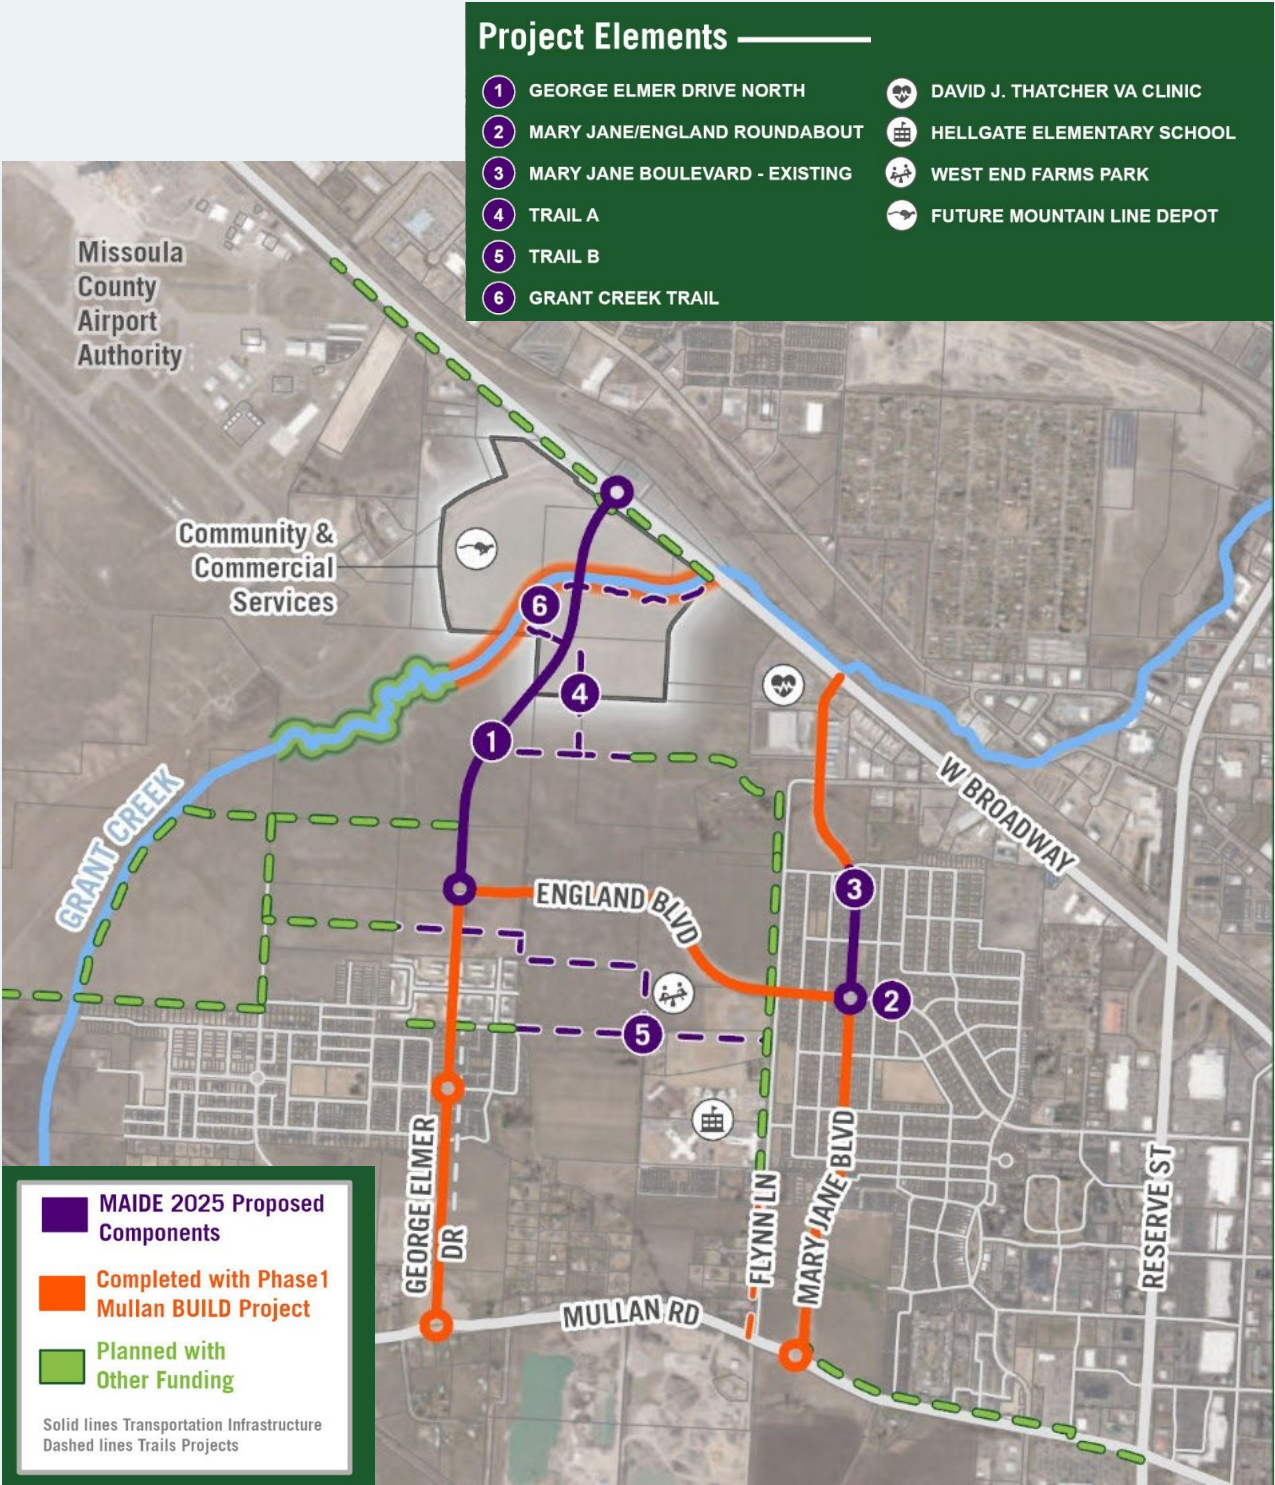 Project Elements
1 GEORGE ELMER DRIVE NORTH
2 MARY JANE/ENGLAND ROUNDABOUT
3 MARY JANE BOULEVARD - EXISTING
4 TRAIL A
5 TRAIL B
6 GRANT CREEK TRAIL
DAVID J. THATCHER VA CLINIC
HELLGATE ELEMENTARY SCHOOL
WEST END FARMS PARK
FUTURE MOUNTAIN LINE DEPOT
Missoula
County
Airport
Authority
Community &
Commercial
Services
6
4
1
GRANT CREEK
W BROADWAY
ENGLAND BLVD
3
2
5
GEORGE ELMER
DR
FLYNN LN
MARY JANE BLVD
RESERVE ST
MULLAN RD
MAIDE 2025 Proposed
Components
Completed with Phase1
Mullan BUILD Project
Planned with
Other Funding
Solid lines Transportation Infrastructure
Dashed lines Trails Projects